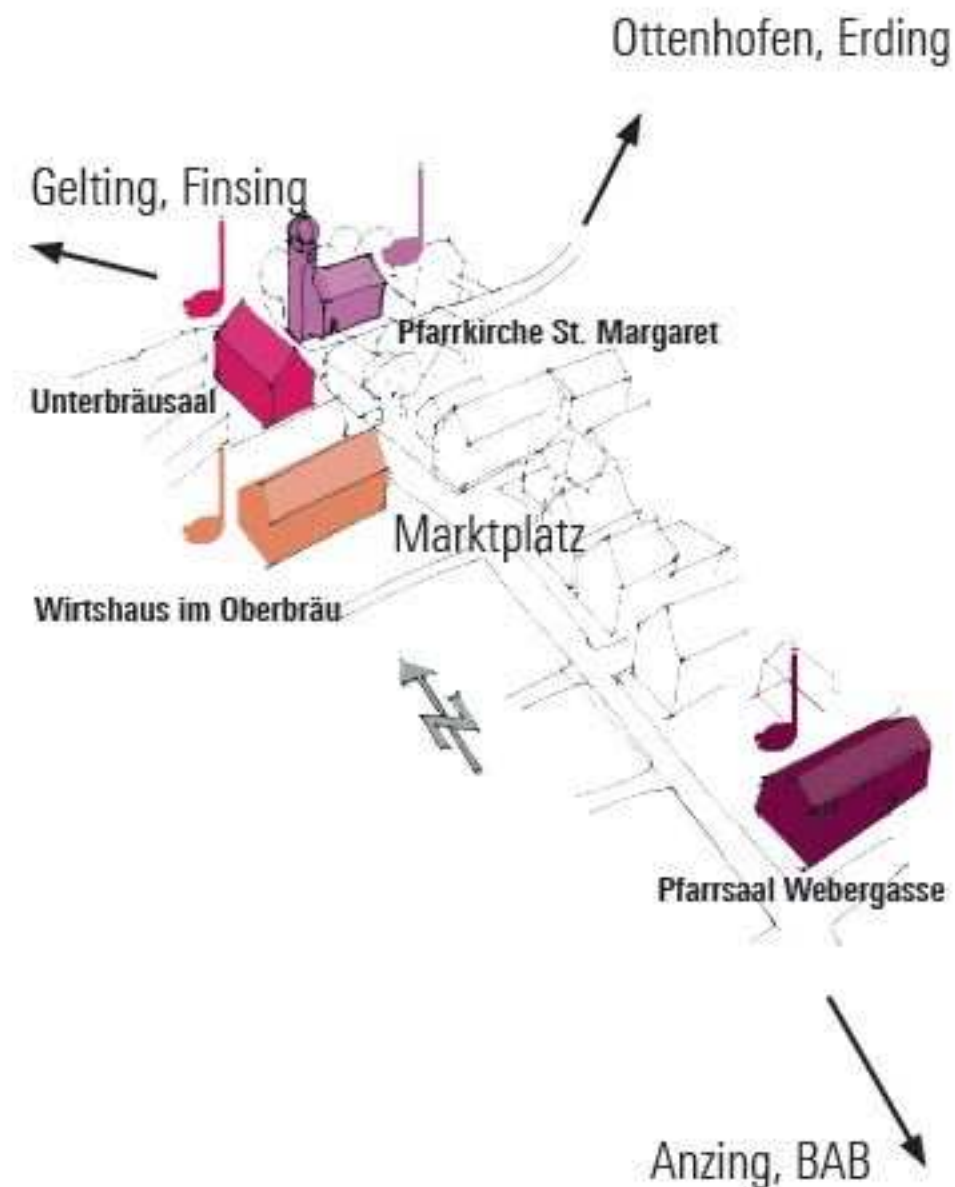 Ottenhofen, Erding
Gelting, Finsing
Pfarrkirche St. Margaret
Unterbräusaal
Marktplatz
Wirtshaus im Oberbräu
Pfarrsaal Webergasse
Anzing, BAB